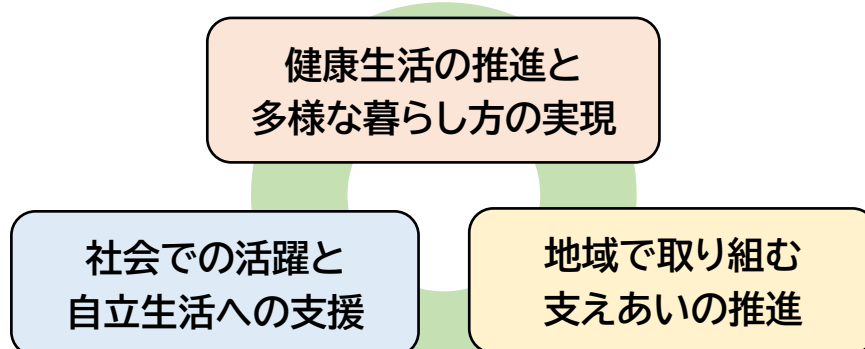 健康生活の推進と
多様な暮らし方の実現
社会での活躍と
自立生活への支援
地域で取り組む
支えあいの推進